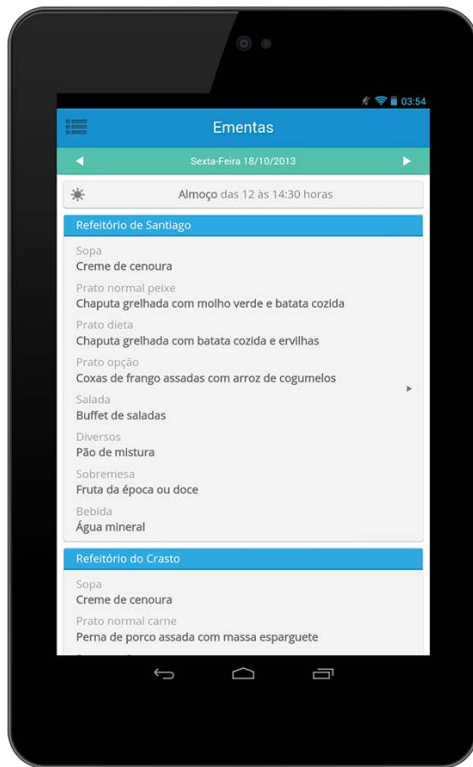 03:54
Ementas
Sexta-Feira 18/10/2013
Almoço das 12 às 14:30 horas
Refeitório de Santiago
Sopa
Creme de cenoura
Prato normal peixe
Chaputa grelhada com molho verde e batata cozida
Prato dieta
Chaputa grelhada com batata cozida e ervilhas
Prato opção
Coxas de frango assadas com arroz de cogumelos
Salada
Buffet de saladas
Diversos
Pão de mistura
Sobremesa
Fruta da época ou doce
Bebida
Água mineral
Refeitório do Crasto
Sopa
Creme de cenoura
Prato normal carne
Perna de porco assada com massa esparguete